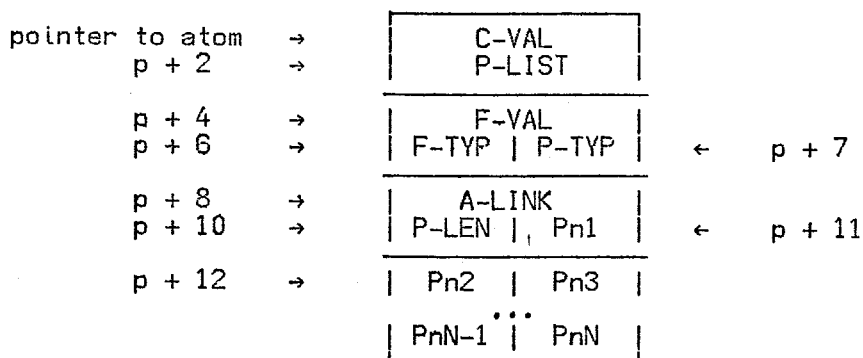 pointer to atom → | C-VAL |
p + 2 → | P-LIST |
p + 4 → | F-VAL |
p + 6 → | F-TYP | P-TYP | ← p + 7
p + 8 → | A-LINK |
p + 10 → | P-LEN | Pn1 | ← p + 11
p + 12 → | Pn2 | Pn3 |
...
| PnN-1 | PnN |